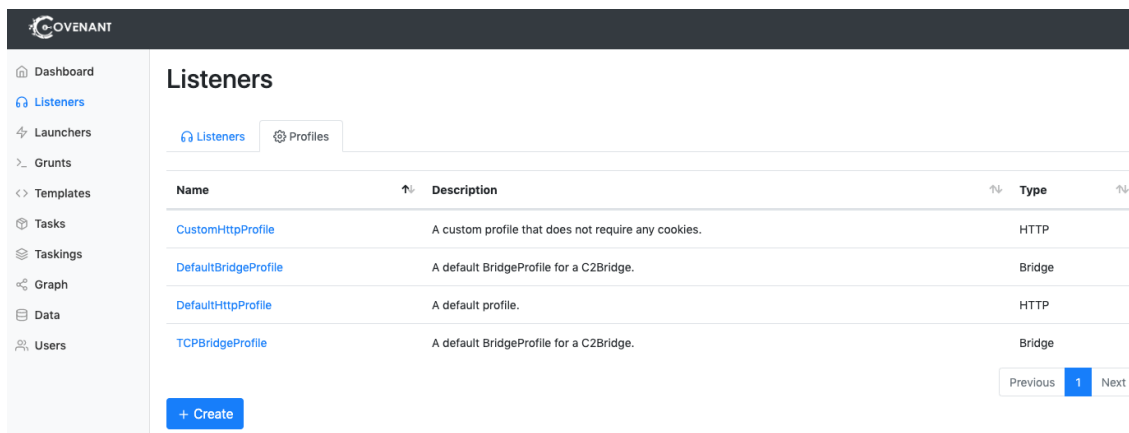 COVENANT
Dashboard
Listeners
Launchers
Grunts
Templates
Tasks
Taskings
Graph
Data
Users
Listeners
Listeners Profiles
Name Description Type
CustomHttpProfile A custom profile that does not require any cookies. HTTP
DefaultBridgeProfile A default BridgeProfile for a C2Bridge. Bridge
DefaultHttpProfile A default profile. HTTP
TCPBridgeProfile A default BridgeProfile for a C2Bridge. Bridge
Previous 1 Next
+ Create